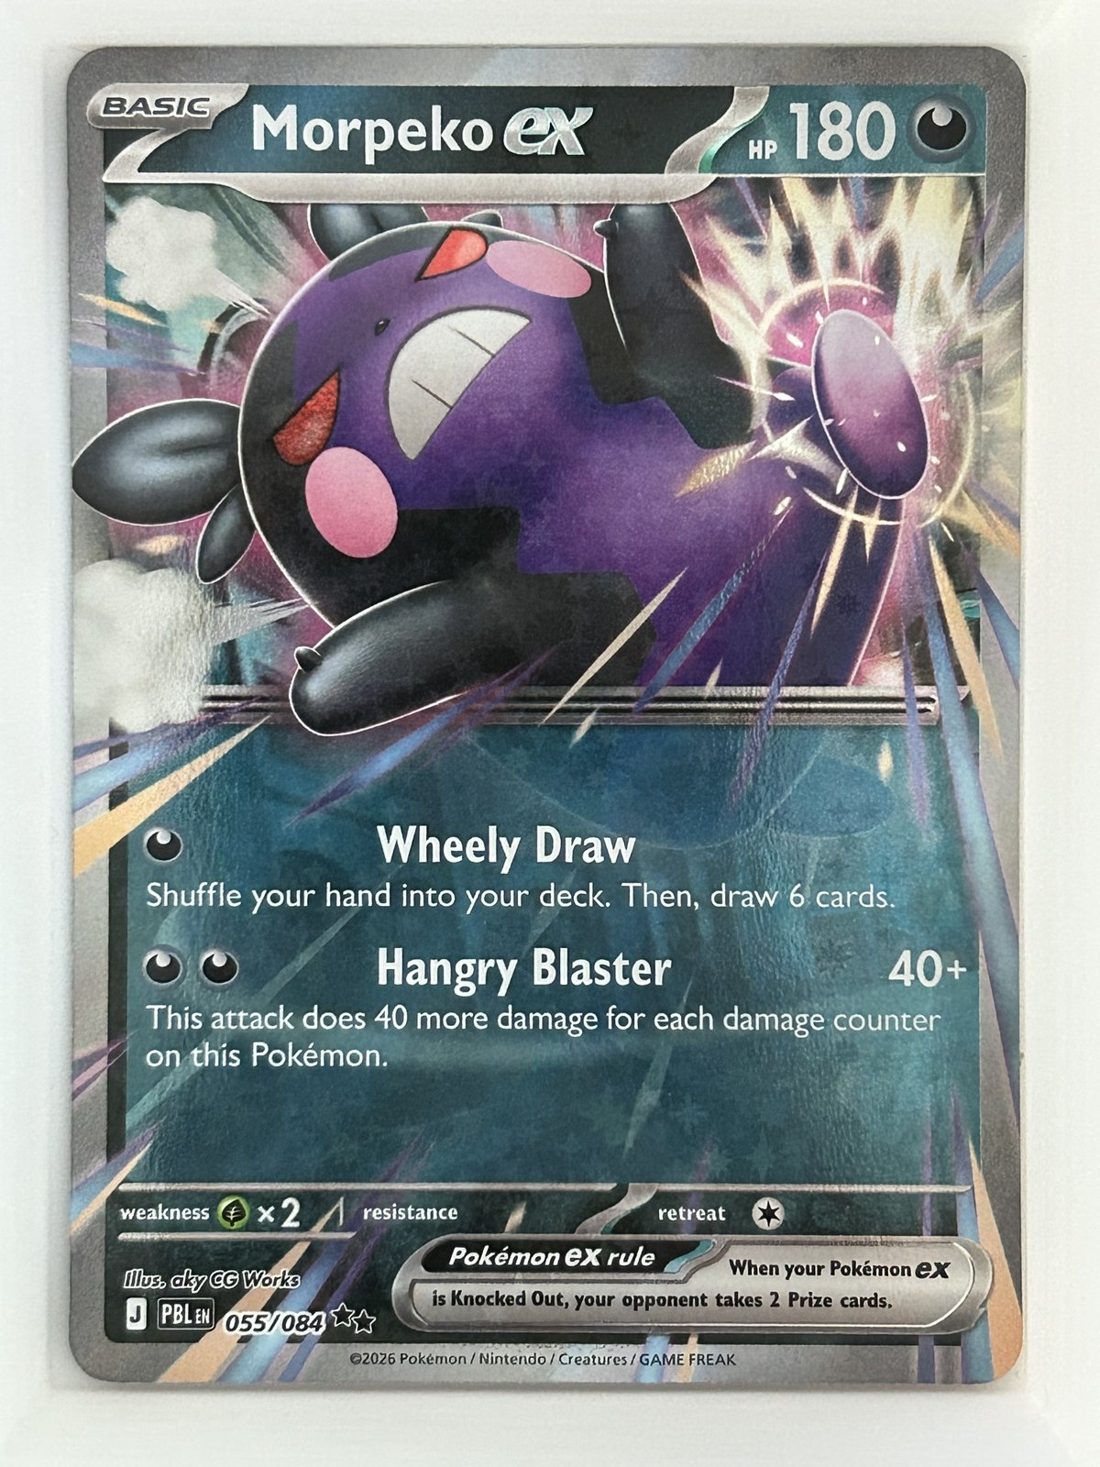 BASIC
Morpeko ex
HP 180
Wheely Draw
Shuffle your hand into your deck. Then, draw 6 cards.
Hangry Blaster 40+
This attack does 40 more damage for each damage counter
on this Pokémon.
weakness ×2 resistance retreat
Pokémon ex rule
When your Pokémon ex
is Knocked Out, your opponent takes 2 Prize cards.
Illus. aky CG Works
J PBL EN 055/084
©2026 Pokémon / Nintendo / Creatures / GAME FREAK